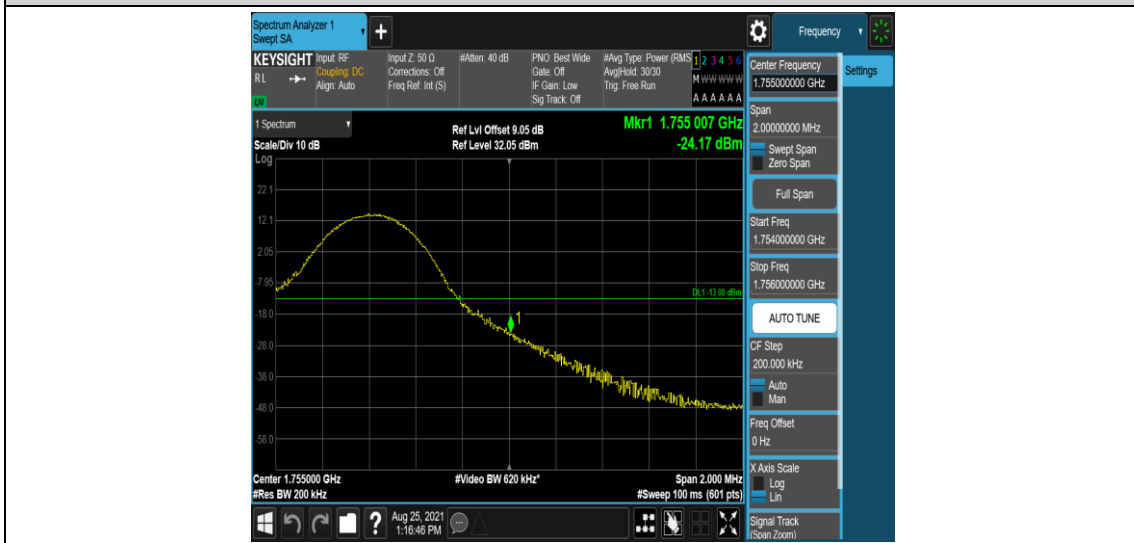 Spectrum Analyzer 1
Swept SA
+
Frequency
KEYSIGHT
RL
LXI
Input: RF
Coupling: DC
Align: Auto
Input Z: 50 Ω
Corrections: Off
Freq Ref: Int (S)
#Atten: 40 dB
PNO: Best Wide
Gate: Off
IF Gain: Low
Sig Track: Off
#Avg Type: Power (RMS
Avg|Hold: 30/30
Trig: Free Run
1 2 3 4 5 6
M W W W W W
A A A A A A
1 Spectrum
Scale/Div 10 dB
Log
Ref Lvl Offset 9.05 dB
Ref Level 32.05 dBm
Mkr1 1.755 007 GHz
-24.17 dBm
22.1
12.1
2.05
-7.95
-18.0
-28.0
-38.0
-48.0
-58.0
DL1 -13.00 dBm
1
Center 1.755000 GHz
#Res BW 200 kHz
#Video BW 620 kHz*
Span 2.000 MHz
#Sweep 100 ms (601 pts)
Aug 25, 2021
1:16:46 PM
?
Center Frequency
1.755000000 GHz
Settings
Span
2.00000000 MHz
Swept Span
Zero Span
Full Span
Start Freq
1.754000000 GHz
Stop Freq
1.756000000 GHz
AUTO TUNE
CF Step
200.000 kHz
Auto
Man
Freq Offset
0 Hz
X Axis Scale
Log
Lin
Signal Track
(Span Zoom)